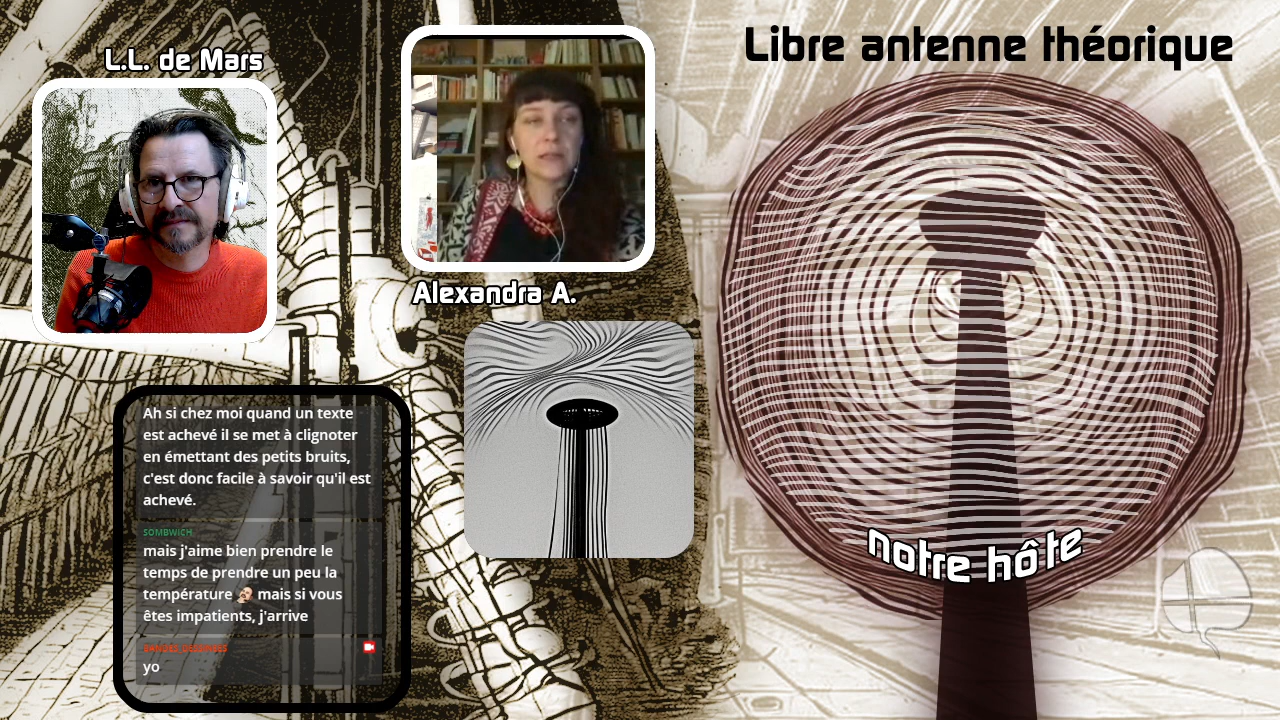 L.L. de Mars
Libre antenne théorique
Alexandra A.
Ah si chez moi quand un texte
est achevé il se met à clignoter
en émettant des petits bruits,
c'est donc facile à savoir qu'il est
achevé.
SOMBWICH
mais j'aime bien prendre le
temps de prendre un peu la
température mais si vous
êtes impatients, j'arrive
BANDES_DESSINEES
yo
notre hôte